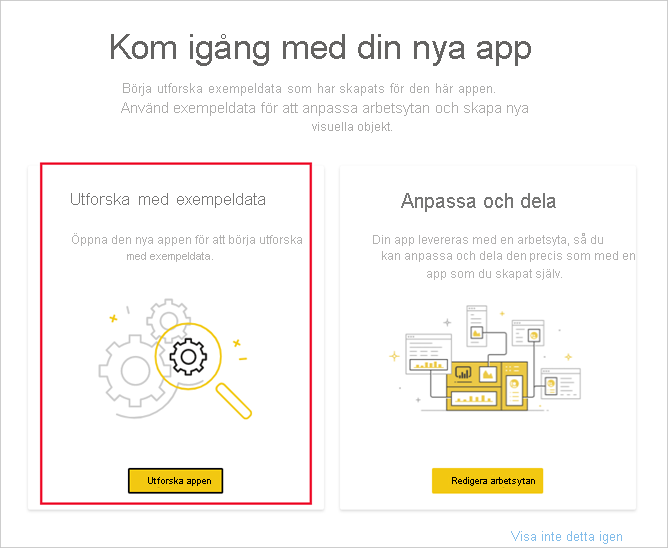 Kom igång med din nya app
Börja utforska exempeldata som har skapats för den här appen.
Använd exempeldata för att anpassa arbetsytan och skapa nya
visuella objekt.
Utforska med exempeldata
Öppna den nya appen för att börja utforska
med exempeldata.
Utforska appen
Anpassa och dela
Din app levereras med en arbetsyta, så du
kan anpassa och dela den precis som med en
app som du skapat själv.
Redigera arbetsytan
Visa inte detta igen